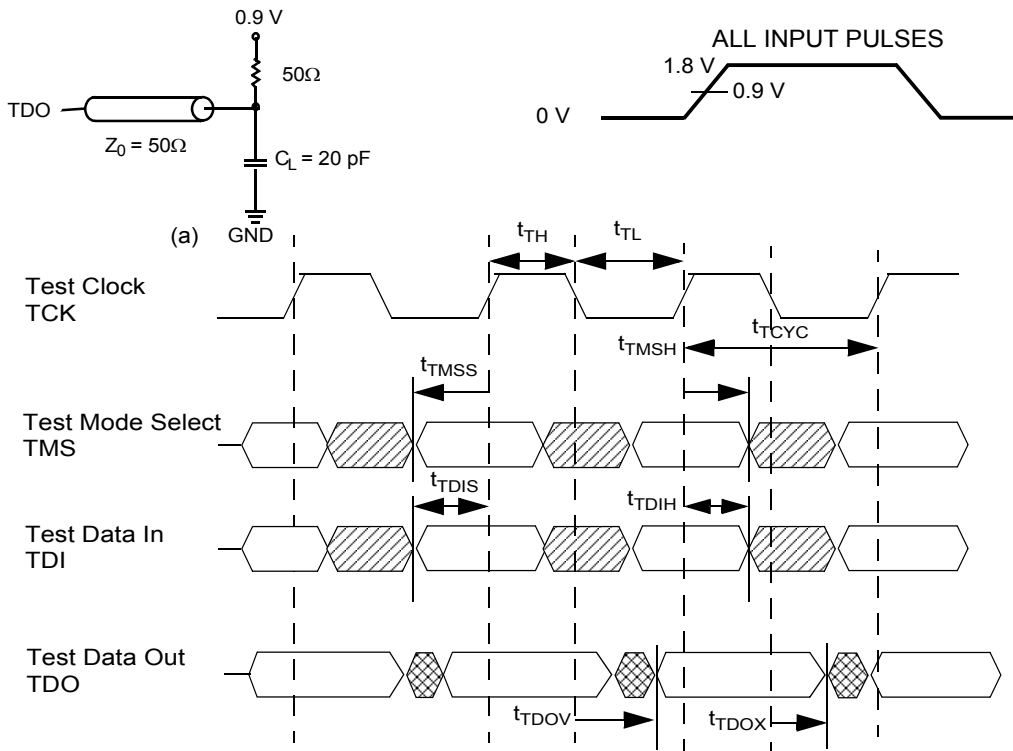 0.9 V
50Ω
TDO
Z0 = 50Ω
CL = 20 pF
(a)
GND
ALL INPUT PULSES
1.8 V
0.9 V
0 V
tTH
tTL
Test Clock
TCK
tTMSH
tTCYC
tTMSS
Test Mode Select
TMS
tTDIS
tTDIH
Test Data In
TDI
Test Data Out
TDO
tTDOV
tTDOX